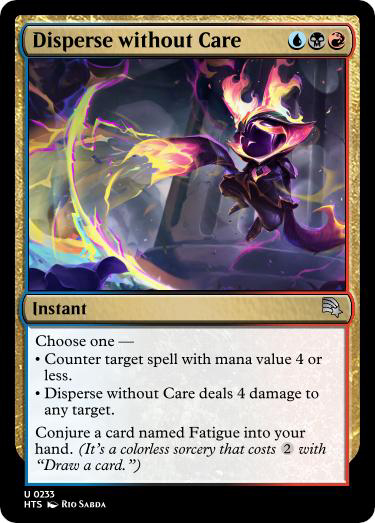 Disperse without Care
Instant
Choose one —
• Counter target spell with mana value 4 or
less.
• Disperse without Care deals 4 damage to
any target.
Conjure a card named Fatigue into your
hand. (It's a colorless sorcery that costs 2 with
“Draw a card.”)
U 0233
HTS Rio Sabda